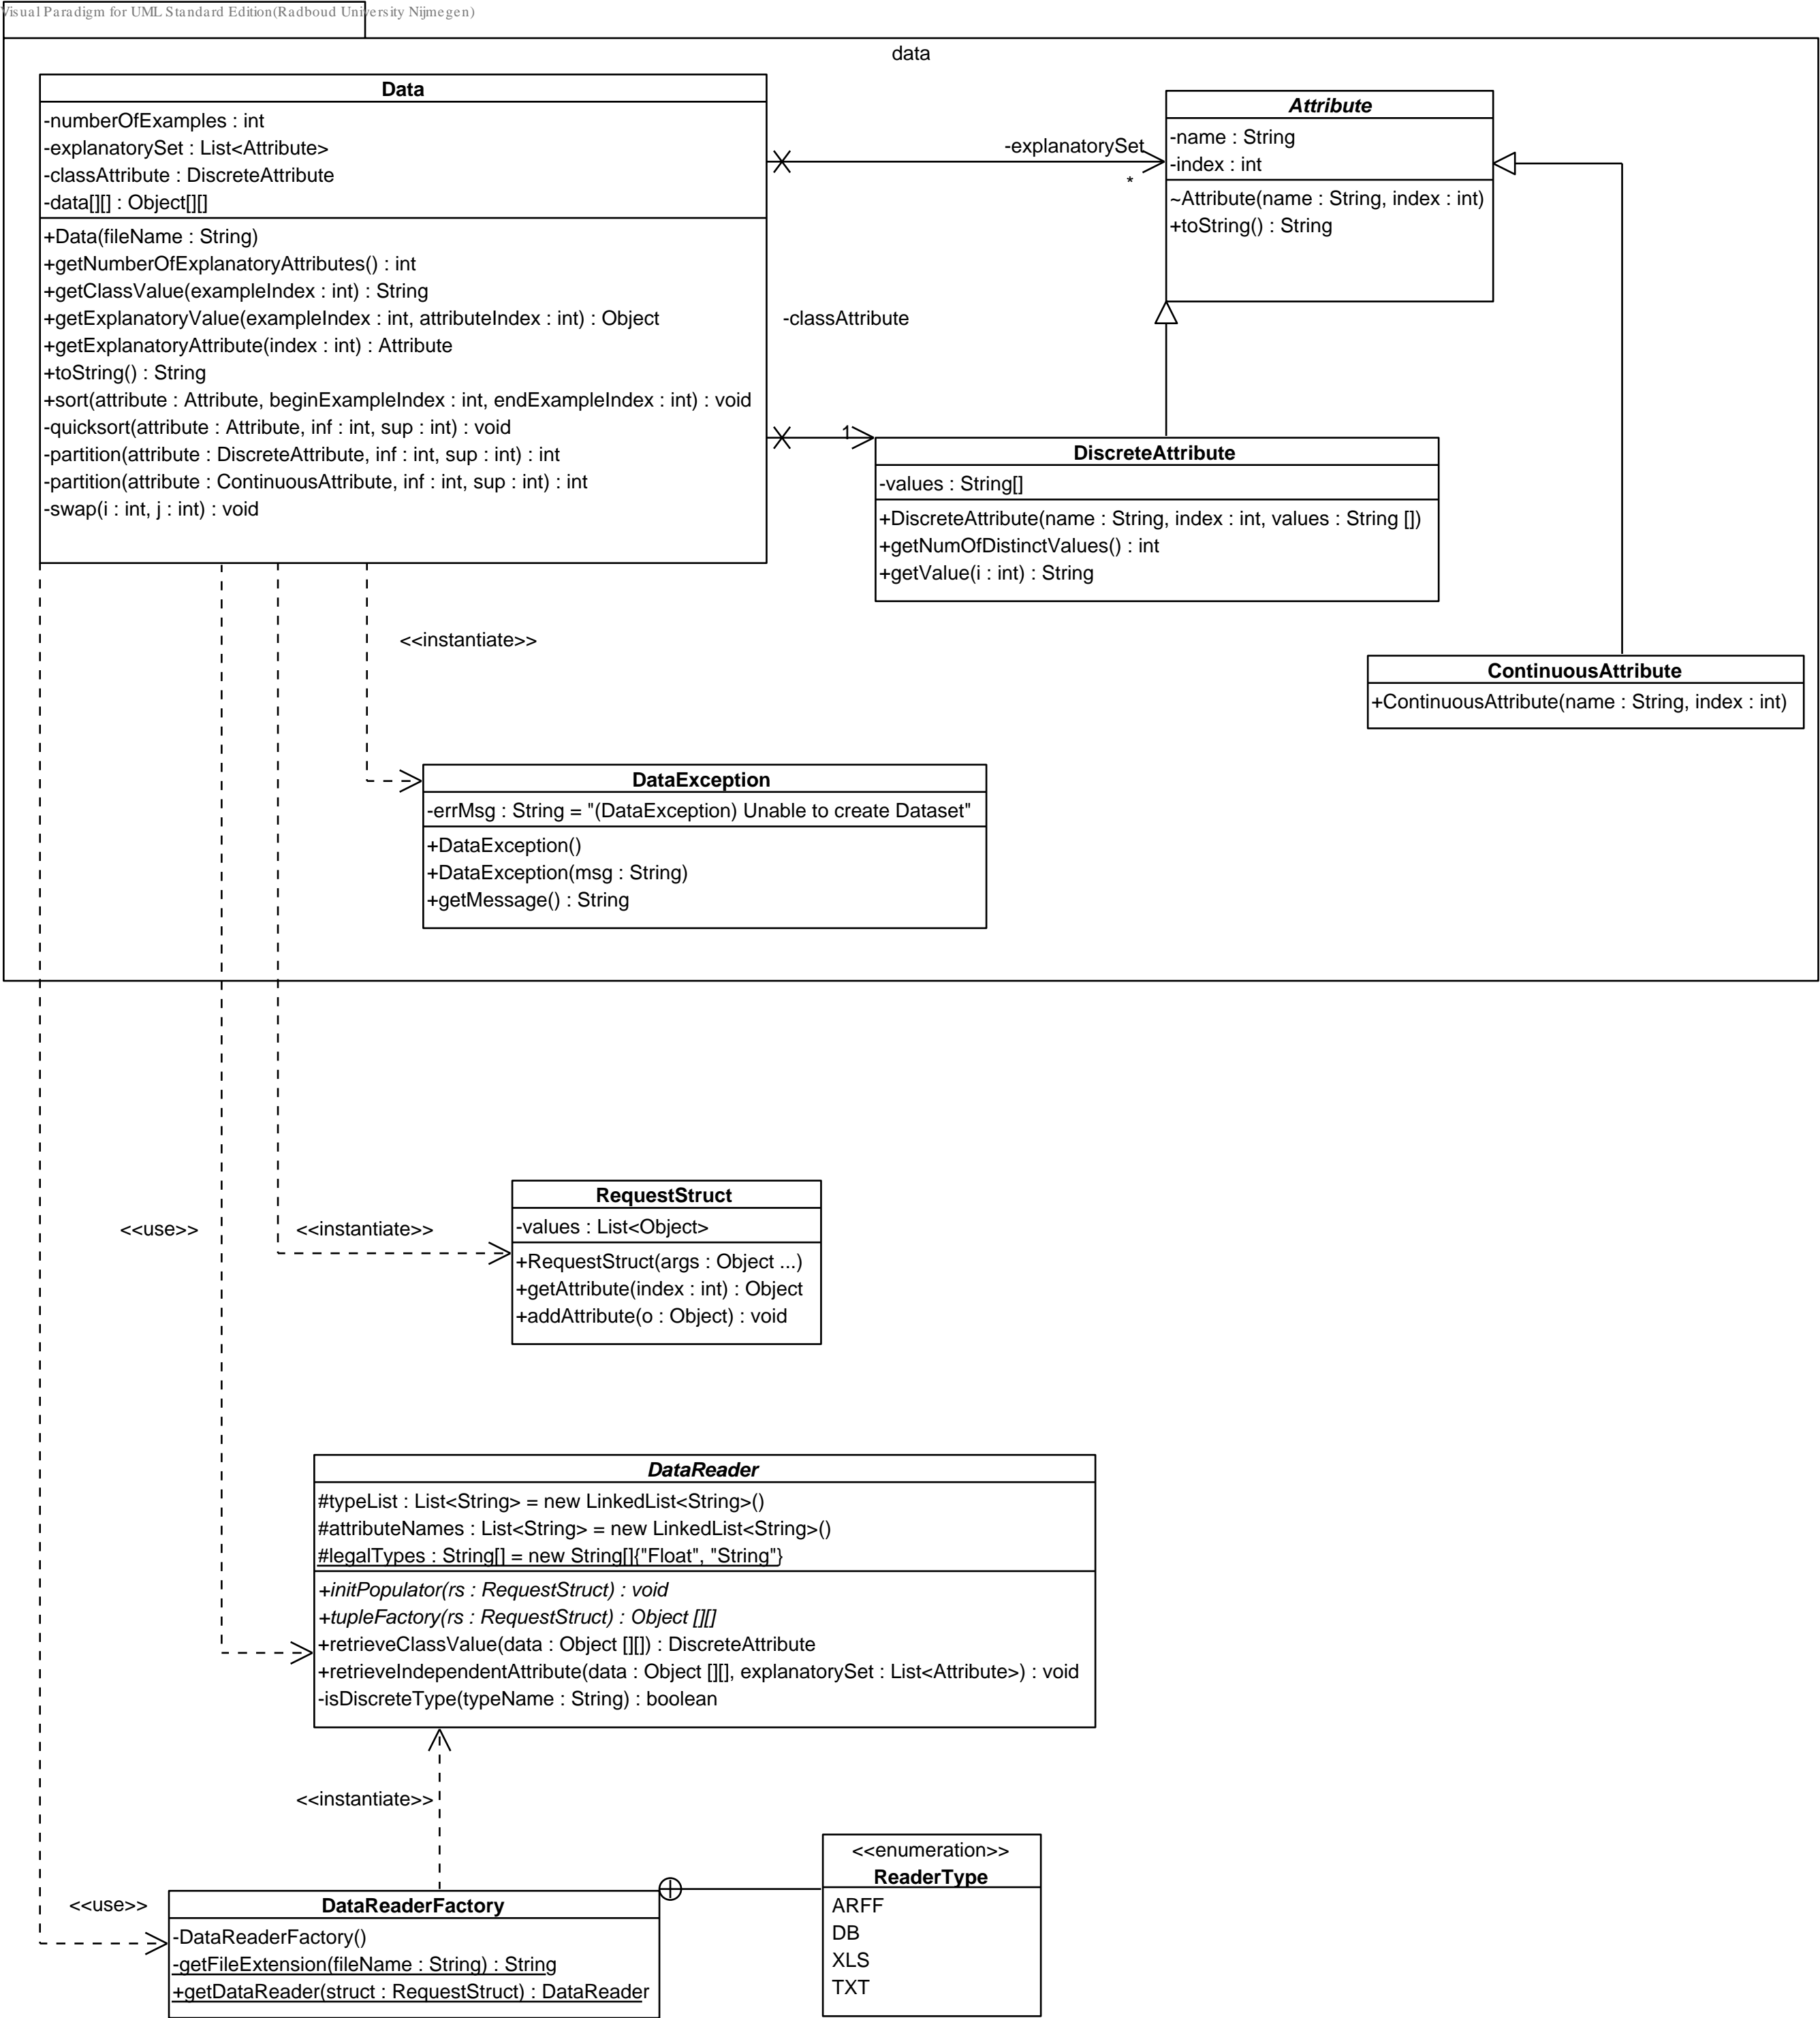 Visual Paradigm for UML Standard Edition(Radboud University Nijmegen)
data
Data
-numberOfExamples : int
-explanatorySet : List<Attribute>
-classAttribute : DiscreteAttribute
-data[][] : Object[][]
+Data(fileName : String)
+getNumberOfExplanatoryAttributes() : int
+getClassValue(exampleIndex : int) : String
+getExplanatoryValue(exampleIndex : int, attributeIndex : int) : Object
+getExplanatoryAttribute(index : int) : Attribute
+toString() : String
+sort(attribute : Attribute, beginExampleIndex : int, endExampleIndex : int) : void
-quicksort(attribute : Attribute, inf : int, sup : int) : void
-partition(attribute : DiscreteAttribute, inf : int, sup : int) : int
-partition(attribute : ContinuousAttribute, inf : int, sup : int) : int
-swap(i : int, j : int) : void
-explanatorySet
*
Attribute
-name : String
-index : int
~Attribute(name : String, index : int)
+toString() : String
-classAttribute
1
DiscreteAttribute
-values : String[]
+DiscreteAttribute(name : String, index : int, values : String [])
+getNumOfDistinctValues() : int
+getValue(i : int) : String
ContinuousAttribute
+ContinuousAttribute(name : String, index : int)
<<instantiate>>
DataException
-errMsg : String = "(DataException) Unable to create Dataset"
+DataException()
+DataException(msg : String)
+getMessage() : String
<<use>>
<<instantiate>>
RequestStruct
-values : List<Object>
+RequestStruct(args : Object ...)
+getAttribute(index : int) : Object
+addAttribute(o : Object) : void
DataReader
#typeList : List<String> = new LinkedList<String>()
#attributeNames : List<String> = new LinkedList<String>()
#legalTypes : String[] = new String[]{"Float", "String"}
+initPopulator(rs : RequestStruct) : void
+tupleFactory(rs : RequestStruct) : Object [][]
+retrieveClassValue(data : Object [][]) : DiscreteAttribute
+retrieveIndependentAttribute(data : Object [][], explanatorySet : List<Attribute>) : void
-isDiscreteType(typeName : String) : boolean
<<instantiate>>
<<use>>
DataReaderFactory
-DataReaderFactory()
-getFileExtension(fileName : String) : String
+getDataReader(struct : RequestStruct) : DataReader
<<enumeration>>
ReaderType
ARFF
DB
XLS
TXT